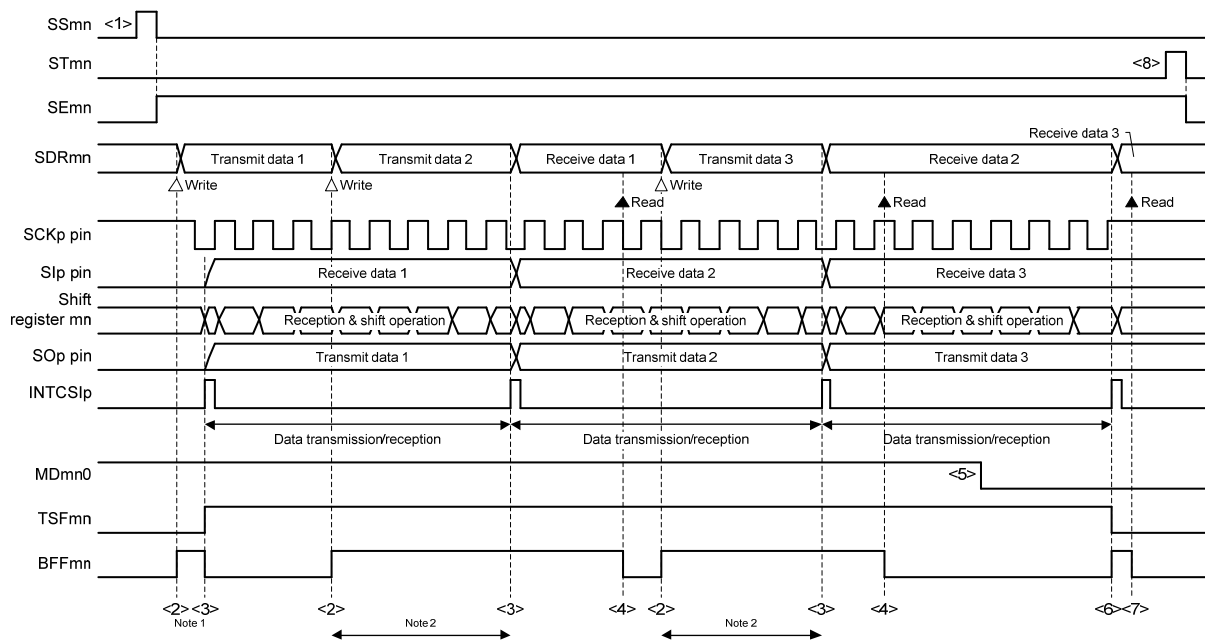 SSmn <1>
STmn <8>
SEmn
Receive data 3
SDRmn Transmit data 1 Transmit data 2 Receive data 1 Transmit data 3 Receive data 2
Write Write Write
Read Read Read
SCKp pin
SIp pin Receive data 1 Receive data 2 Receive data 3
Shift
register mn Reception & shift operation Reception & shift operation Reception & shift operation
SOp pin Transmit data 1 Transmit data 2 Transmit data 3
INTCSIp
Data transmission/reception Data transmission/reception Data transmission/reception
MDmn0 <5>
TSFmn
BFFmn
<2> <3> <2> <3> <4> <2> <3> <4> <6> <7>
Note 1 Note 2 Note 2